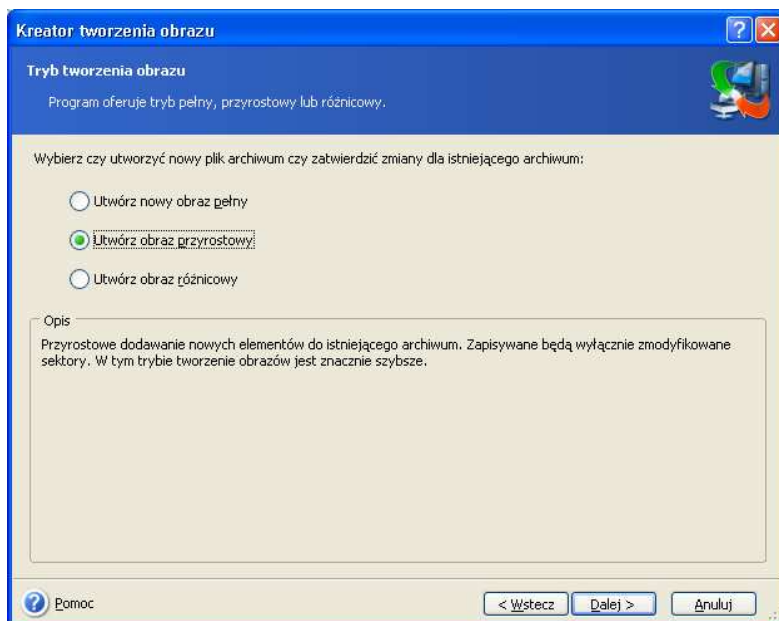 Kreator tworzenia obrazu
Tryb tworzenia obrazu
Program oferuje tryb pełny, przyrostowy lub różnicowy.
Wybierz czy utworzyć nowy plik archiwum czy zatwierdzić zmiany dla istniejącego archiwum:
Utwórz nowy obraz pełny
Utwórz obraz przyrostowy
Utwórz obraz różnicowy
Opis
Przyrostowe dodawanie nowych elementów do istniejącego archiwum. Zapisywane będą wyłącznie zmodyfikowane
sektory. W tym trybie tworzenie obrazów jest znacznie szybsze.
Pomoc
< Wstecz
Dalej >
Anuluj